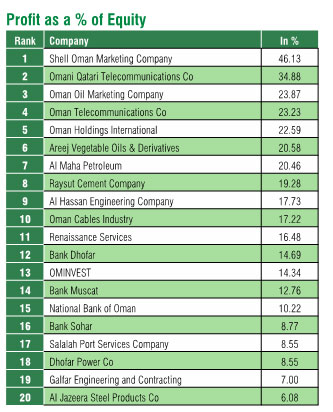 Profit as a % of Equity
Rank Company In %
1 Shell Oman Marketing Company 46.13
2 Omani Qatari Telecommunications Co 34.88
3 Oman Oil Marketing Company 23.87
4 Oman Telecommunications Co 23.23
5 Oman Holdings International 22.59
6 Areej Vegetable Oils & Derivatives 20.58
7 Al Maha Petroleum 20.46
8 Raysut Cement Company 19.28
9 Al Hassan Engineering Company 17.73
10 Oman Cables Industry 17.22
11 Renaissance Services 16.48
12 Bank Dhofar 14.69
13 OMINVEST 14.34
14 Bank Muscat 12.76
15 National Bank of Oman 10.22
16 Bank Sohar 8.77
17 Salalah Port Services Company 8.55
18 Dhofar Power Co 8.55
19 Galfar Engineering and Contracting 7.00
20 Al Jazeera Steel Products Co 6.08